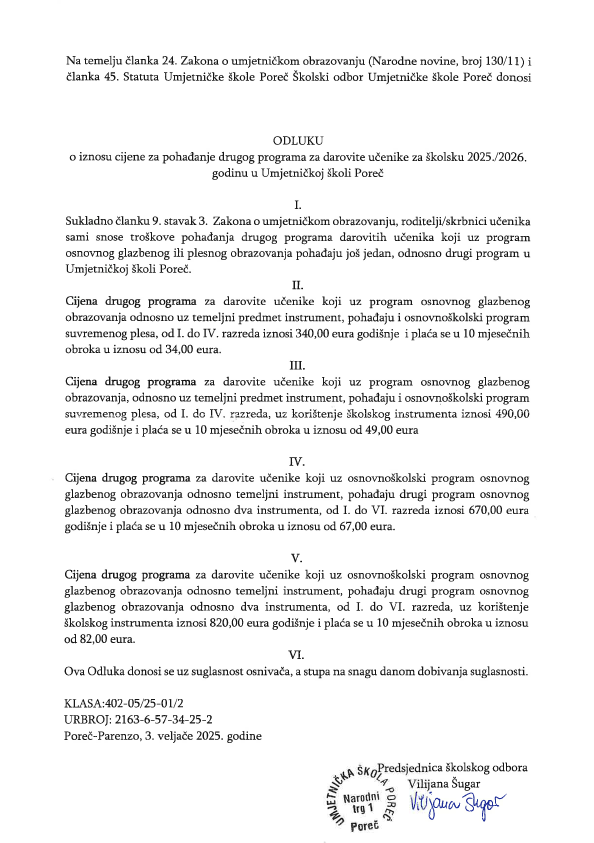 Na temelju članka 24. Zakona o umjetničkom obrazovanju (Narodne novine, broj 130/11) i
članka 45. Statuta Umjetničke škole Poreč Školski odbor Umjetničke škole Poreč donosi
ODLUKU
o iznosu cijene za pohađanje drugog programa za darovite učenike za školsku 2025./2026.
godinu u Umjetničkoj školi Poreč
I.
Sukladno članku 9. stavak 3. Zakona o umjetničkom obrazovanju, roditelji/skrbnici učenika
sami snose troškove pohađanja drugog programa darovitih učenika koji uz program
osnovnog glazbenog ili plesnog obrazovanja pohađaju još jedan, odnosno drugi program u
Umjetničkoj školi Poreč.
II.
Cijena drugog programa za darovite učenike koji uz program osnovnog glazbenog
obrazovanja odnosno uz temeljni predmet instrument, pohađaju i osnovnoškolski program
suvremenog plesa, od I. do IV. razreda iznosi 340,00 eura godišnje i plaća se u 10 mjesečnih
obroka u iznosu od 34,00 eura.
III.
Cijena drugog programa za darovite učenike koji uz program osnovnog glazbenog
obrazovanja, odnosno uz temeljni predmet instrument, pohađaju i osnovnoškolski program
suvremenog plesa, od I. do IV. razreda, uz korištenje školskog instrumenta iznosi 490,00
eura godišnje i plaća se u 10 mjesečnih obroka u iznosu od 49,00 eura
IV.
Cijena drugog programa za darovite učenike koji uz osnovnoškolski program osnovnog
glazbenog obrazovanja odnosno temeljni instrument, pohađaju drugi program osnovnog
glazbenog obrazovanja odnosno dva instrumenta, od I. do VI. razreda iznosi 670,00 eura
godišnje i plaća se u 10 mjesečnih obroka u iznosu od 67,00 eura.
V.
Cijena drugog programa za darovite učenike koji uz osnovnoškolski program osnovnog
glazbenog obrazovanja odnosno temeljni instrument, pohađaju drugi program osnovnog
glazbenog obrazovanja odnosno dva instrumenta, od I. do VI. razreda, uz korištenje
školskog instrumenta iznosi 820,00 eura godišnje i plaća se u 10 mjesečnih obroka u iznosu
od 82,00 eura.
VI.
Ova Odluka donosi se uz suglasnost osnivača, a stupa na snagu danom dobivanja suglasnosti.
KLASA:402-05/25-01/2
URBROJ: 2163-6-57-34-25-2
Poreč-Parenzo, 3. veljače 2025. godine
Predsjednica školskog odbora
Vilijana Šugar
Vilijana Šugar
UMJETNIČKA ŠKOLA POREČ
Narodni
trg 1
Poreč